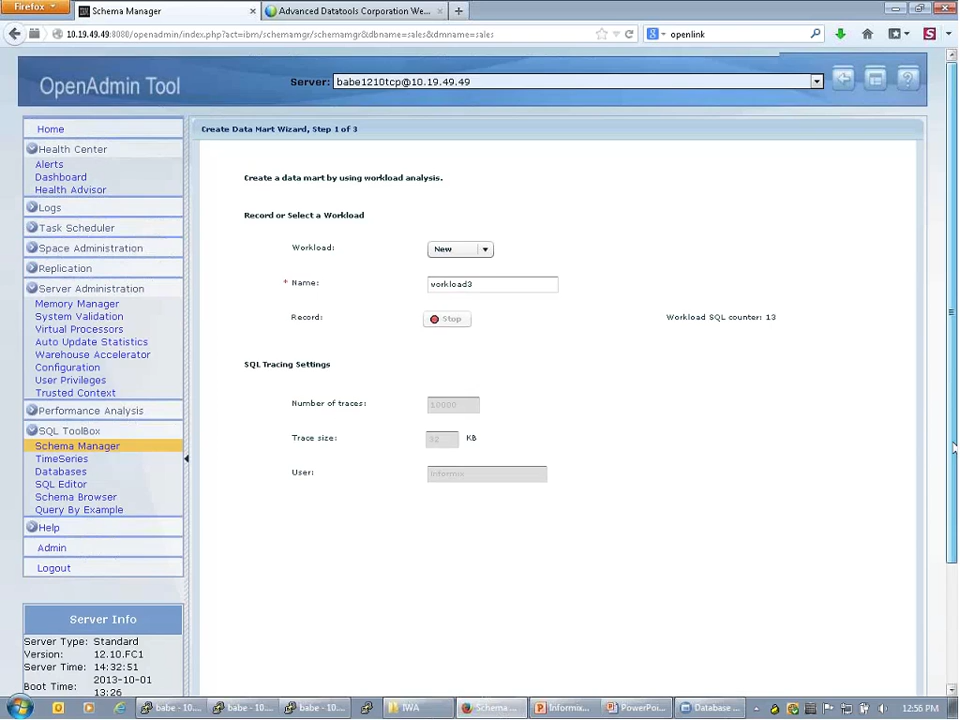 Firefox
Schema Manager
Advanced Datatools Corporation We...
10.19.49.49:8080/openadmin/index.php?act=ibm/schemamgr/schemamgr&dbname=sales&dmname=sales
openlink
OpenAdmin Tool
Server: babe1210tcp@10.19.49.49
Home
Health Center
Alerts
Dashboard
Health Advisor
Logs
Task Scheduler
Space Administration
Replication
Server Administration
Memory Manager
System Validation
Virtual Processors
Auto Update Statistics
Warehouse Accelerator
Configuration
User Privileges
Trusted Context
Performance Analysis
SQL ToolBox
Schema Manager
TimeSeries
Databases
SQL Editor
Schema Browser
Query By Example
Help
Admin
Logout
Server Info
Server Type: Standard
Version: 12.10.FC1
Server Time: 14:32:51
2013-10-01
Boot Time: 13:26
Create Data Mart Wizard, Step 1 of 3
Create a data mart by using workload analysis.
Record or Select a Workload
Workload: New
* Name: workload3
Record: Stop Workload SQL counter: 13
SQL Tracing Settings
Number of traces: 10000
Trace size: 32 KB
User: informix
babe - 10....
babe - 10....
babe - 10....
IWA
Schema ...
Informix...
PowerPoi...
Database ...
12:56 PM